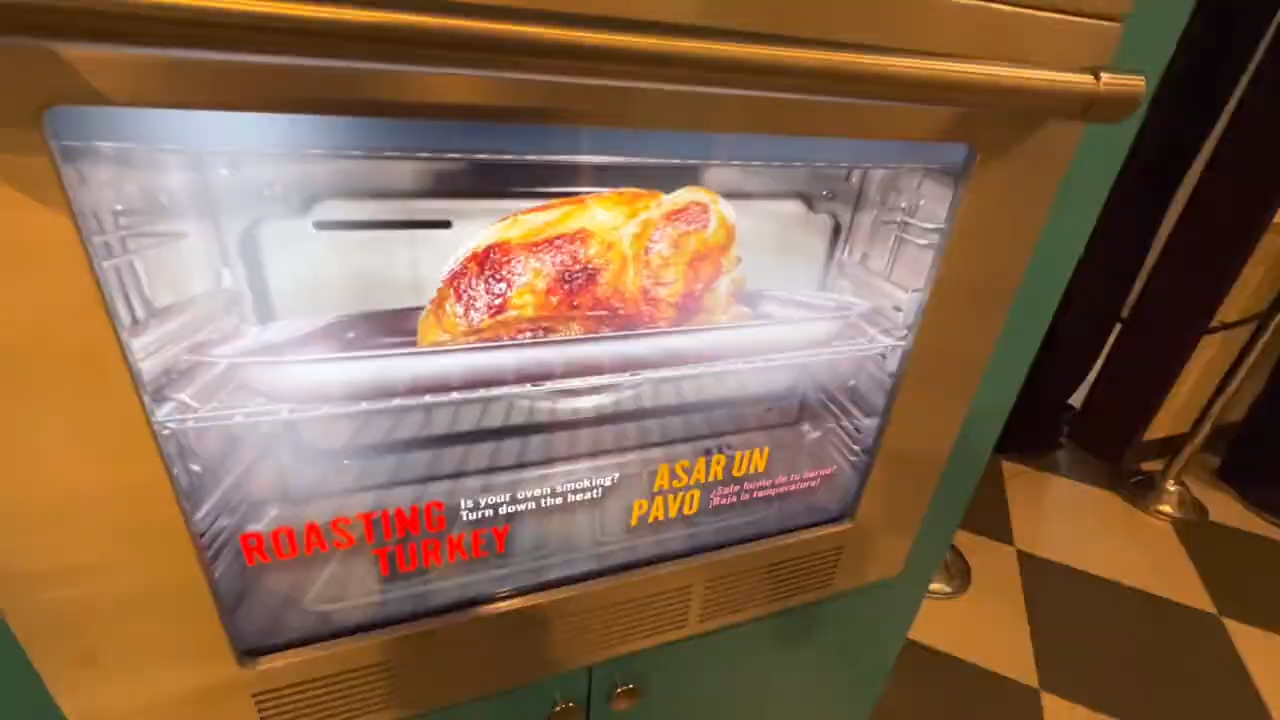 ROASTING
TURKEY
Is your oven smoking?
Turn down the heat!
ASAR UN
PAVO
¿Sale humo de tu horno?
¡Baja la temperatura!